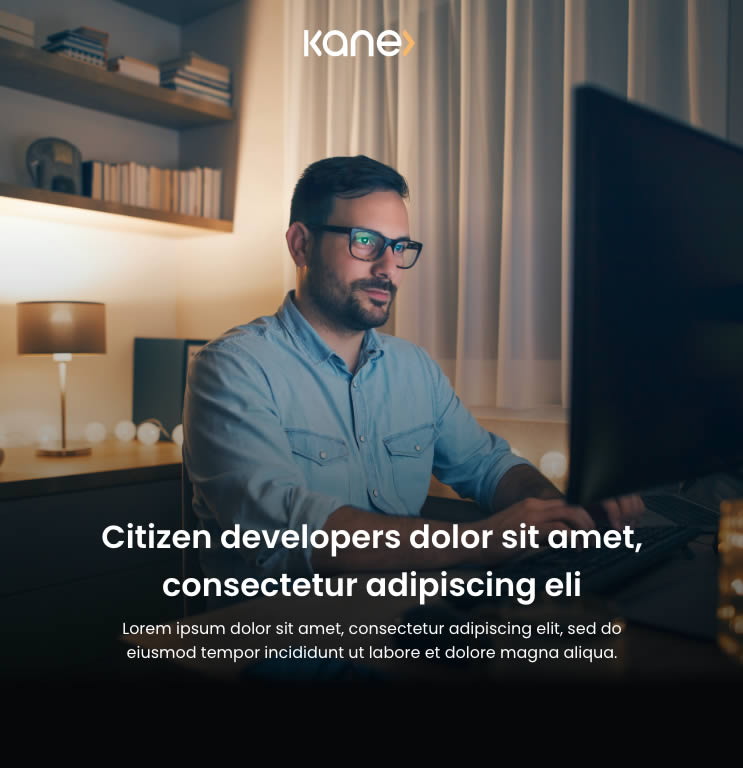 kane
Citizen developers dolor sit amet,
consectetur adipiscing eli
Lorem ipsum dolor sit amet, consectetur adipiscing elit, sed do
eiusmod tempor incididunt ut labore et dolore magna aliqua.